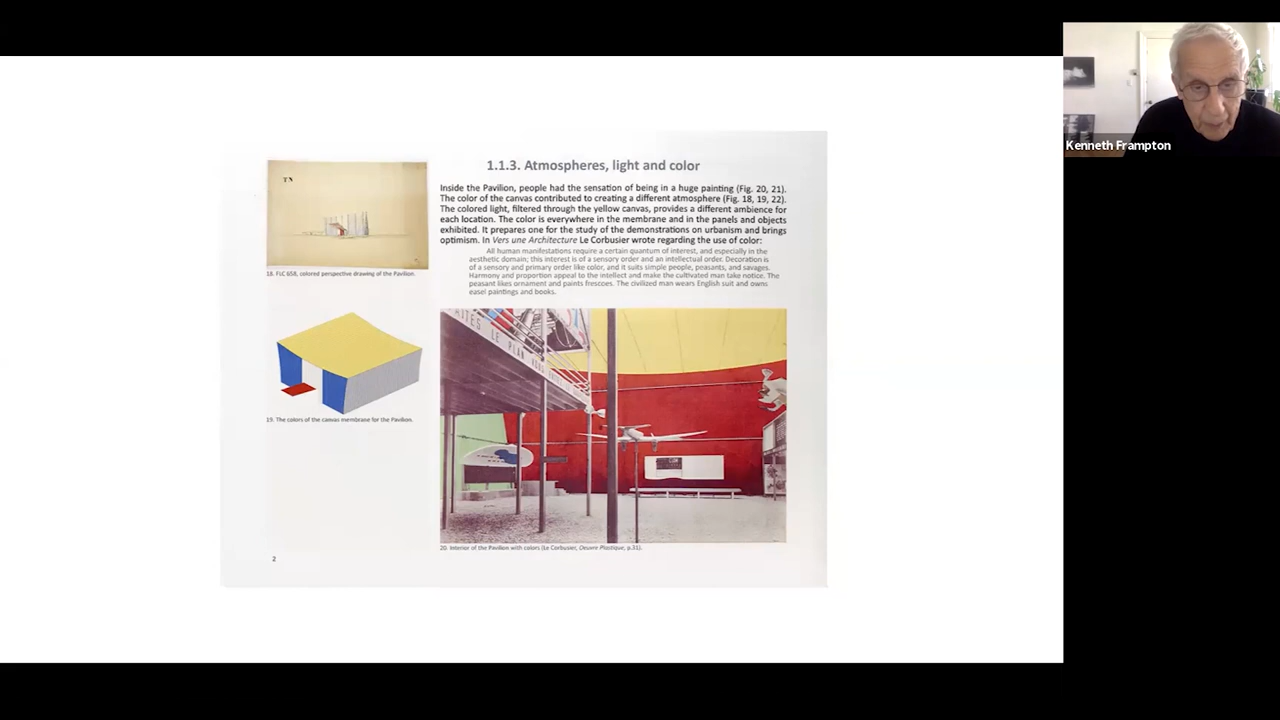 1.1.3. Atmospheres, light and color
Inside the Pavilion, people had the sensation of being in a huge painting (Fig. 20, 21).
The color of the canvas contributed to creating a different atmosphere (Fig. 18, 19, 22).
The colored light, filtered through the yellow canvas, provides a different ambience for
each location. The color is everywhere in the membrane and in the panels and objects
exhibited. It prepares one for the study of the demonstrations on urbanism and brings
optimism. In Vers une Architecture Le Corbusier wrote regarding the use of color:
All human manifestations require a certain quantum of interest, and especially in the
aesthetic domain; this interest is of a sensory order and an intellectual order. Decoration is
of a sensory and primary order like color, and it suits simple people, peasants, and savages.
Harmony and proportion appeal to the intellect and make the cultivated man take notice. The
peasant likes ornament and paints frescoes. The civilized man wears English suit and owns
easel paintings and books.
18. FLC 658, colored perspective drawing of the Pavilion.
19. The colors of the canvas membrane for the Pavilion.
LE PLAN
20. Interior of the Pavilion with colors (Le Corbusier, Oeuvre Plastique, p.31).
2
Kenneth Frampton